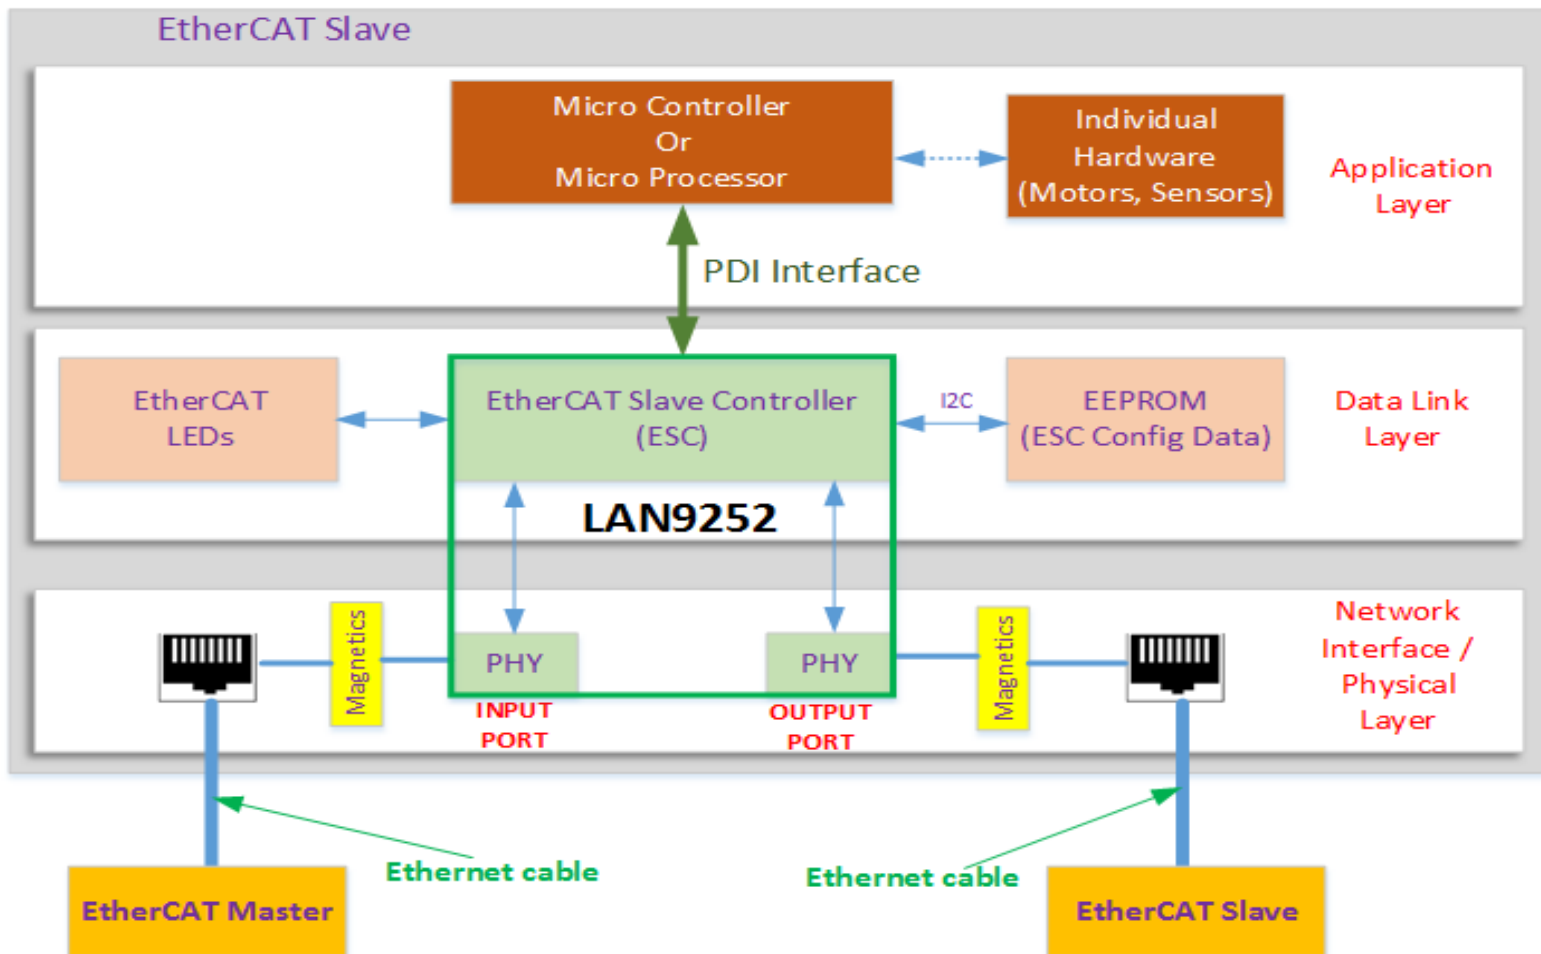 EtherCAT Slave
Micro Controller
Or
Micro Processor
Individual
Hardware
(Motors, Sensors)
Application
Layer
PDI Interface
EtherCAT
LEDs
EtherCAT Slave Controller
(ESC)
I2C
EEPROM
(ESC Config Data)
Data Link
Layer
LAN9252
Magnetics
PHY
PHY
Magnetics
INPUT
PORT
OUTPUT
PORT
Network
Interface /
Physical
Layer
Ethernet cable
Ethernet cable
EtherCAT Master
EtherCAT Slave